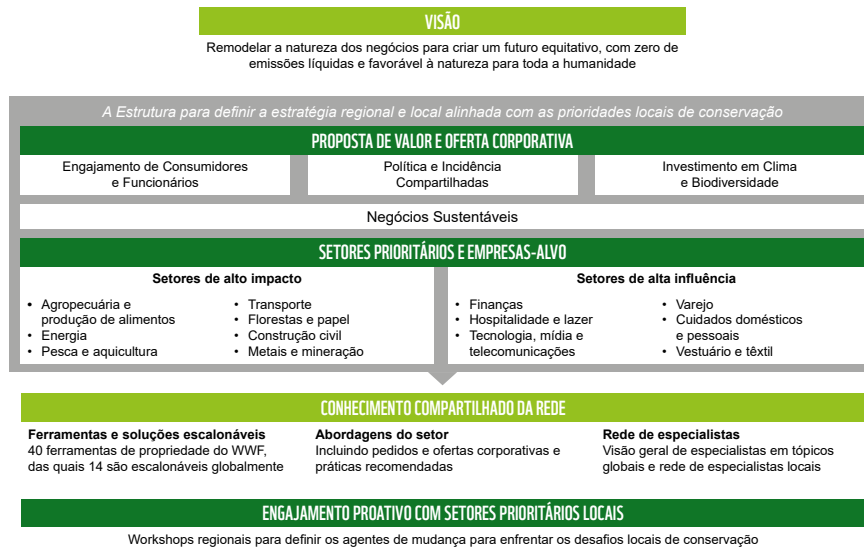 VISÃO
Remodelar a natureza dos negócios para criar um futuro equitativo, com zero de
emissões líquidas e favorável à natureza para toda a humanidade
A Estrutura para definir a estratégia regional e local alinhada com as prioridades locais de conservação
PROPOSTA DE VALOR E OFERTA CORPORATIVA
Engajamento de Consumidores
e Funcionários
Política e Incidência
Compartilhadas
Investimento em Clima
e Biodiversidade
Negócios Sustentáveis
SETORES PRIORITÁRIOS E EMPRESAS-ALVO
Setores de alto impacto
• Agropecuária e
produção de alimentos
• Energia
• Pesca e aquicultura
• Transporte
• Florestas e papel
• Construção civil
• Metais e mineração
Setores de alta influência
• Finanças
• Hospitalidade e lazer
• Tecnologia, mídia e
telecomunicações
• Varejo
• Cuidados domésticos
e pessoais
• Vestuário e têxtil
CONHECIMENTO COMPARTILHADO DA REDE
Ferramentas e soluções escalonáveis
40 ferramentas de propriedade do WWF,
das quais 14 são escalonáveis globalmente
Abordagens do setor
Incluindo pedidos e ofertas corporativas e
práticas recomendadas
Rede de especialistas
Visão geral de especialistas em tópicos
globais e rede de especialistas locais
ENGAJAMENTO PROATIVO COM SETORES PRIORITÁRIOS LOCAIS
Workshops regionais para definir os agentes de mudança para enfrentar os desafios locais de conservação